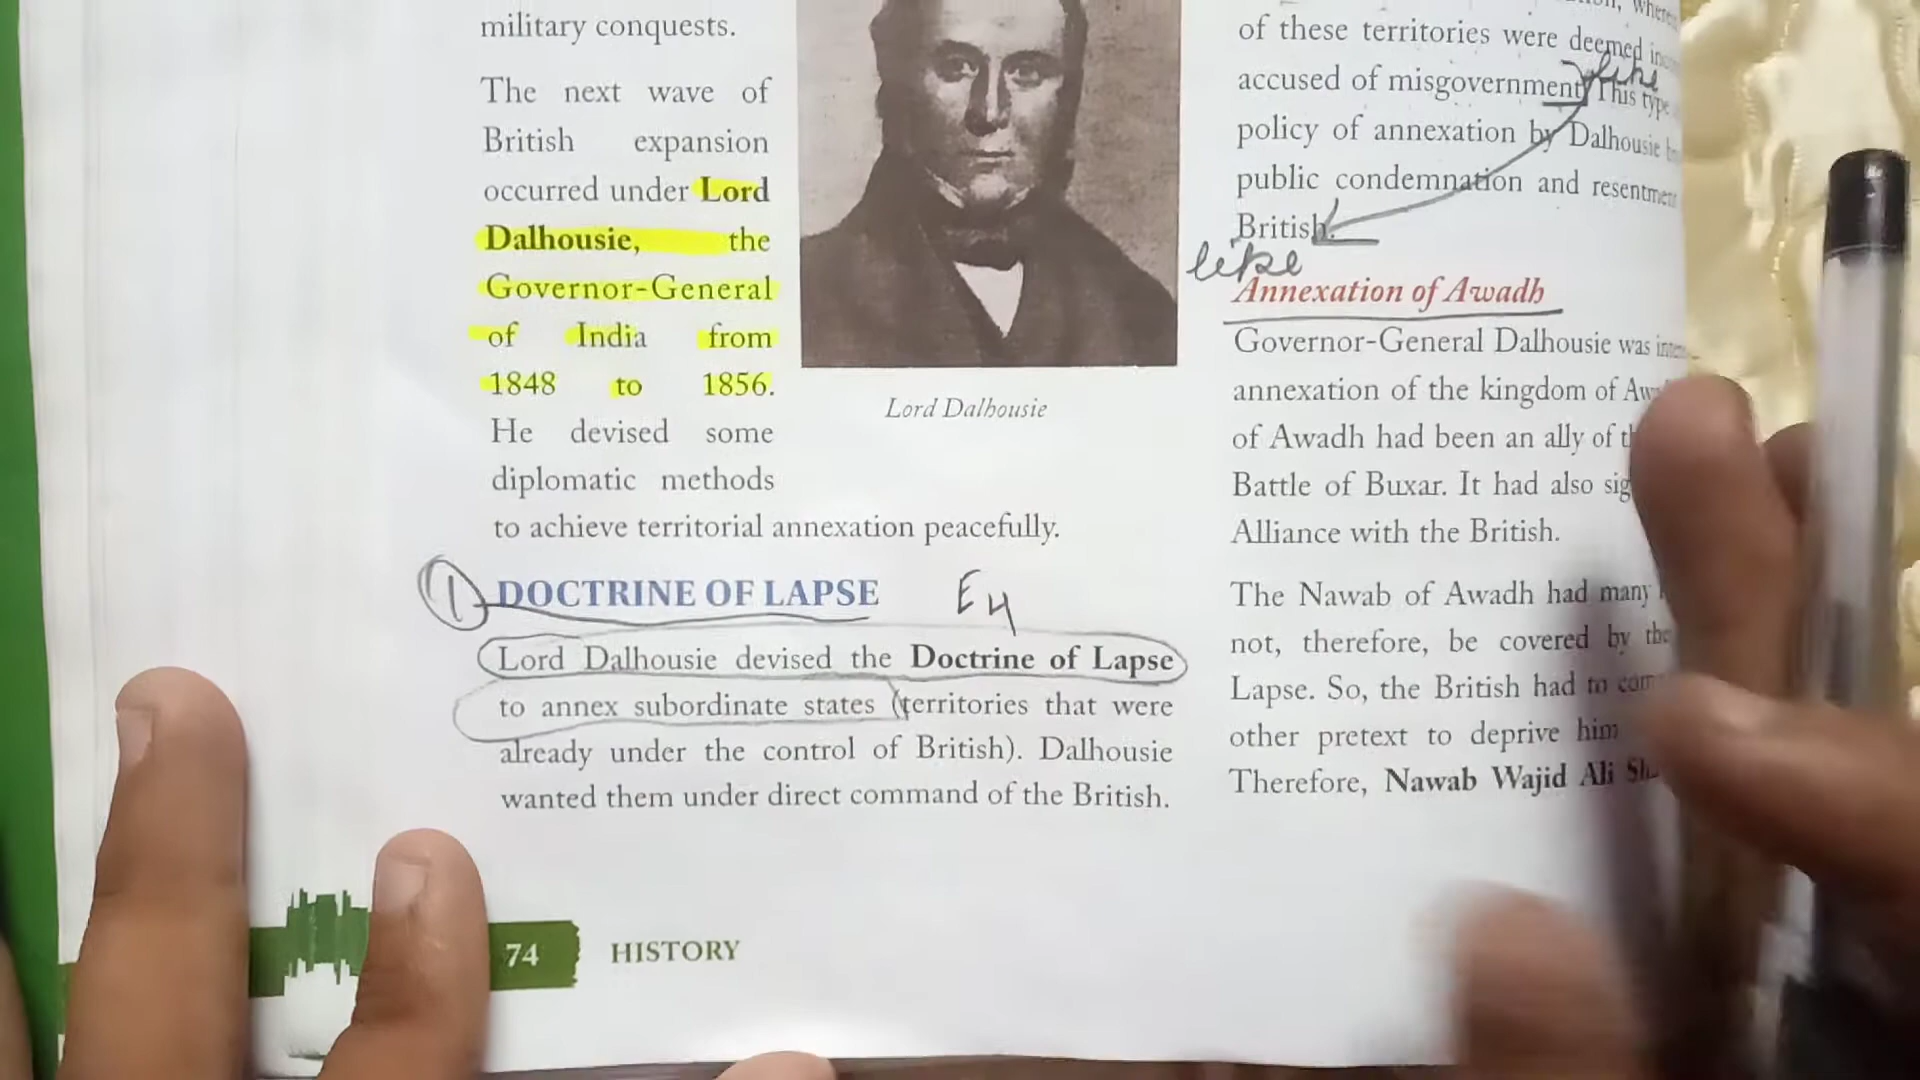 military conquests.
The next wave of
British expansion
occurred under Lord
Dalhousie, the
Governor-General
of India from
1848 to 1856.
He devised some
diplomatic methods
to achieve territorial annexation peacefully.
Lord Dalhousie
1 DOCTRINE OF LAPSE
Lord Dalhousie devised the Doctrine of Lapse
to annex subordinate states (territories that were
already under the control of British). Dalhousie
wanted them under direct command of the British.
74 HISTORY
of these territories were deemed
like
accused of misgovernment. This type
policy of annexation by Dalhousie
public condemnation and resentment
British.
like
Annexation of Awadh
Governor-General Dalhousie was
annexation of the kingdom of
of Awadh had been an ally of
Battle of Buxar. It had also
Alliance with the British.
The Nawab of Awadh had many
not, therefore, be covered by the
Lapse. So, the British had to
other pretext to deprive him
Therefore, Nawab Wajid Ali